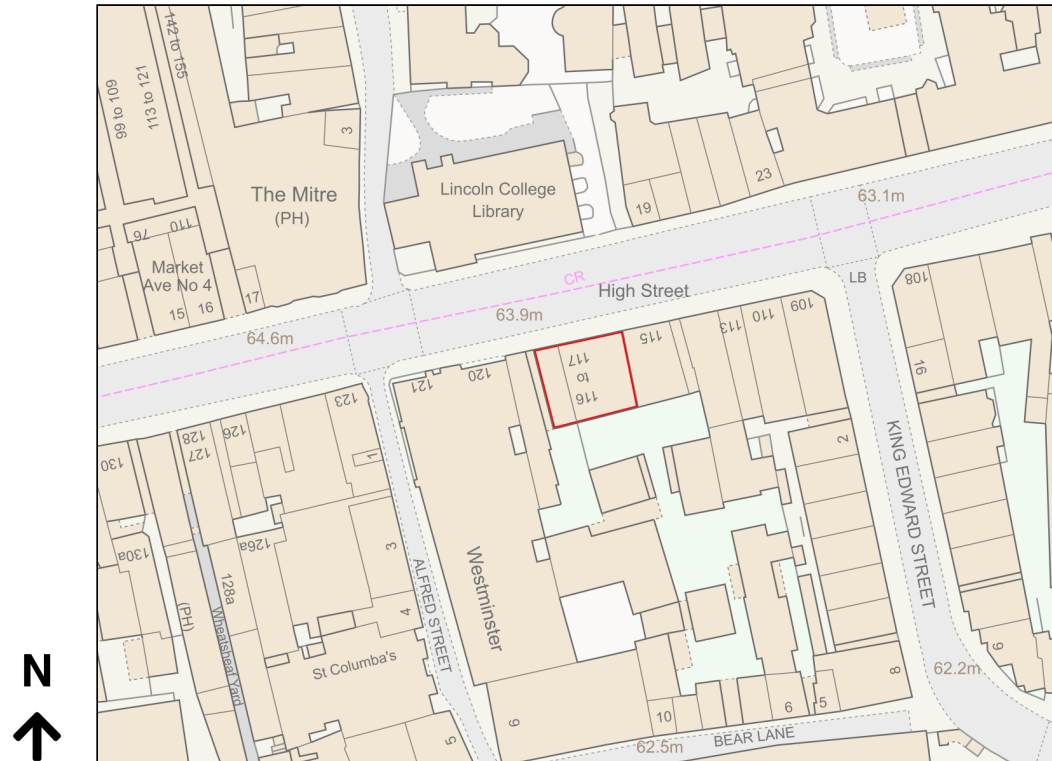 142 to 155
113 to 121
99 to 109
3
The Mitre
(PH)
Lincoln College
Library
23
19
63.1m
76
110
Market
Ave No 4
15
16
17
CR
High Street
LB
108
64.6m
63.9m
109
110
113
115
117
to
116
120
121
123
16
130
128
127
126
1
2
KING EDWARD STREET
130a
126a
128a
(PH)
Wheatsheaf Yard
3
4
ALFRED STREET
Westminster
St Columba's
N
5
9
10
6
5
8
9
62.2m
62.5m
BEAR LANE